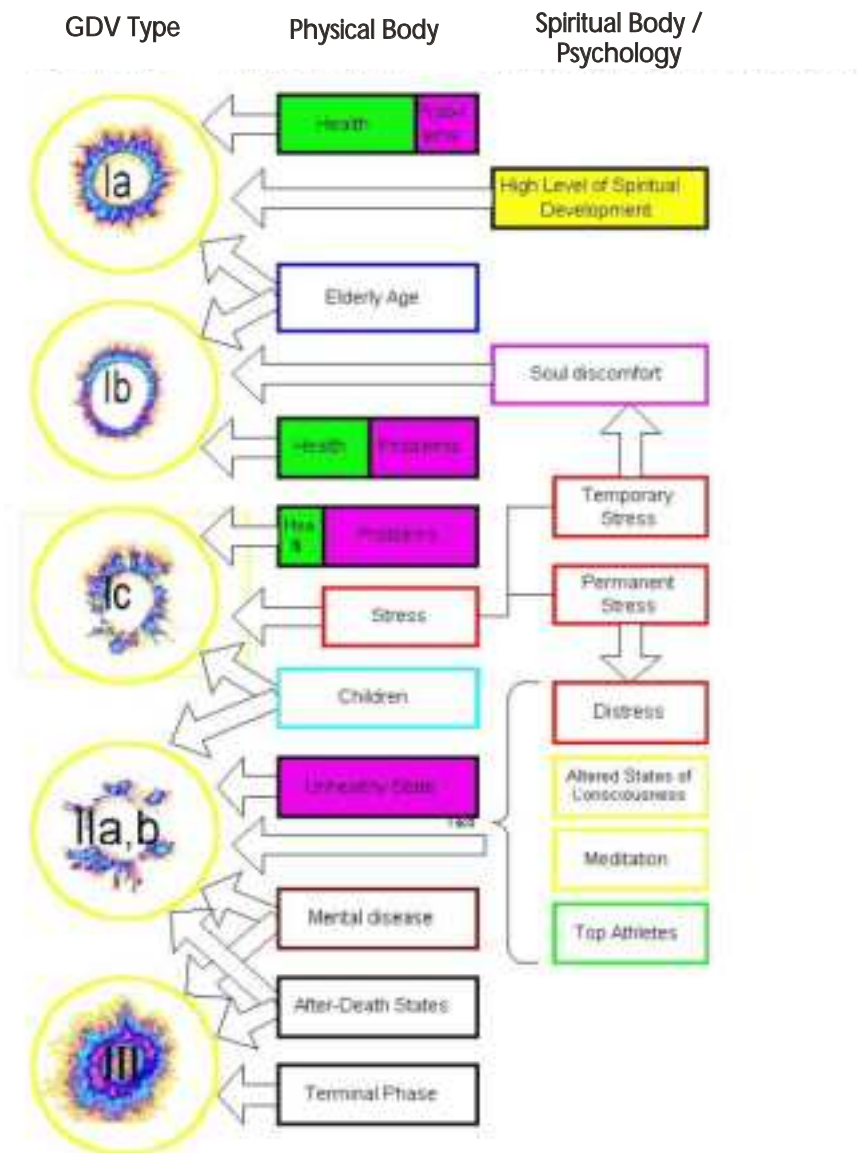 GDV Type
Physical Body
Spiritual Body /
Psychology
Ia
Health
High Level of Spiritual
Development
Elderly Age
Ib
Soul discomfort
Health
Problems
Temporary
Stress
Ic
Problems
Permanent
Stress
Stress
Children
Distress
IIa,b
Unhealthy State
Altered States of
Consciousness
Meditation
Mental disease
Top Athletes
III
After-Death States
Terminal Phase